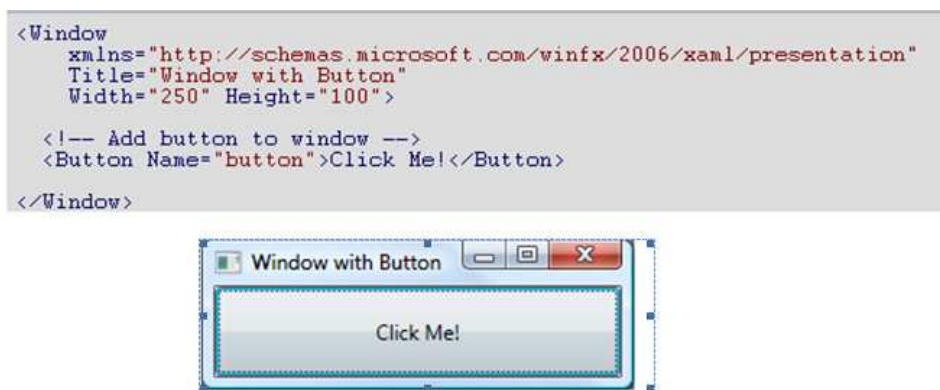 <Window
xmlns="http://schemas.microsoft.com/winfx/2006/xaml/presentation"
Title="Window with Button"
Width="250" Height="100">
<!-- Add button to window -->
<Button Name="button">Click Me!</Button>
</Window>
Window with Button
Click Me!